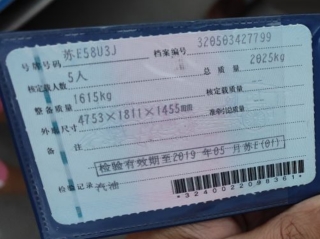 号牌号码 苏E58U3J 档案编号 320503427799
核定载人数 5人 总质量 2025kg
整备质量 1615kg 核定载质量
外廓尺寸 4753×1811×1455mm 准牵引总质量
备注
检验有效期至2019年05月苏E(01)
检验记录 汽油
*3240022098361*